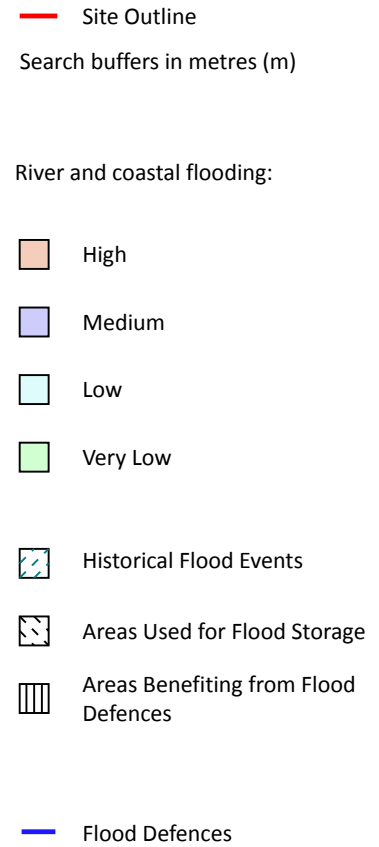 Site Outline
Search buffers in metres (m)
River and coastal flooding:
High
Medium
Low
Very Low
Historical Flood Events
Areas Used for Flood Storage
Areas Benefiting from Flood
Defences
Flood Defences